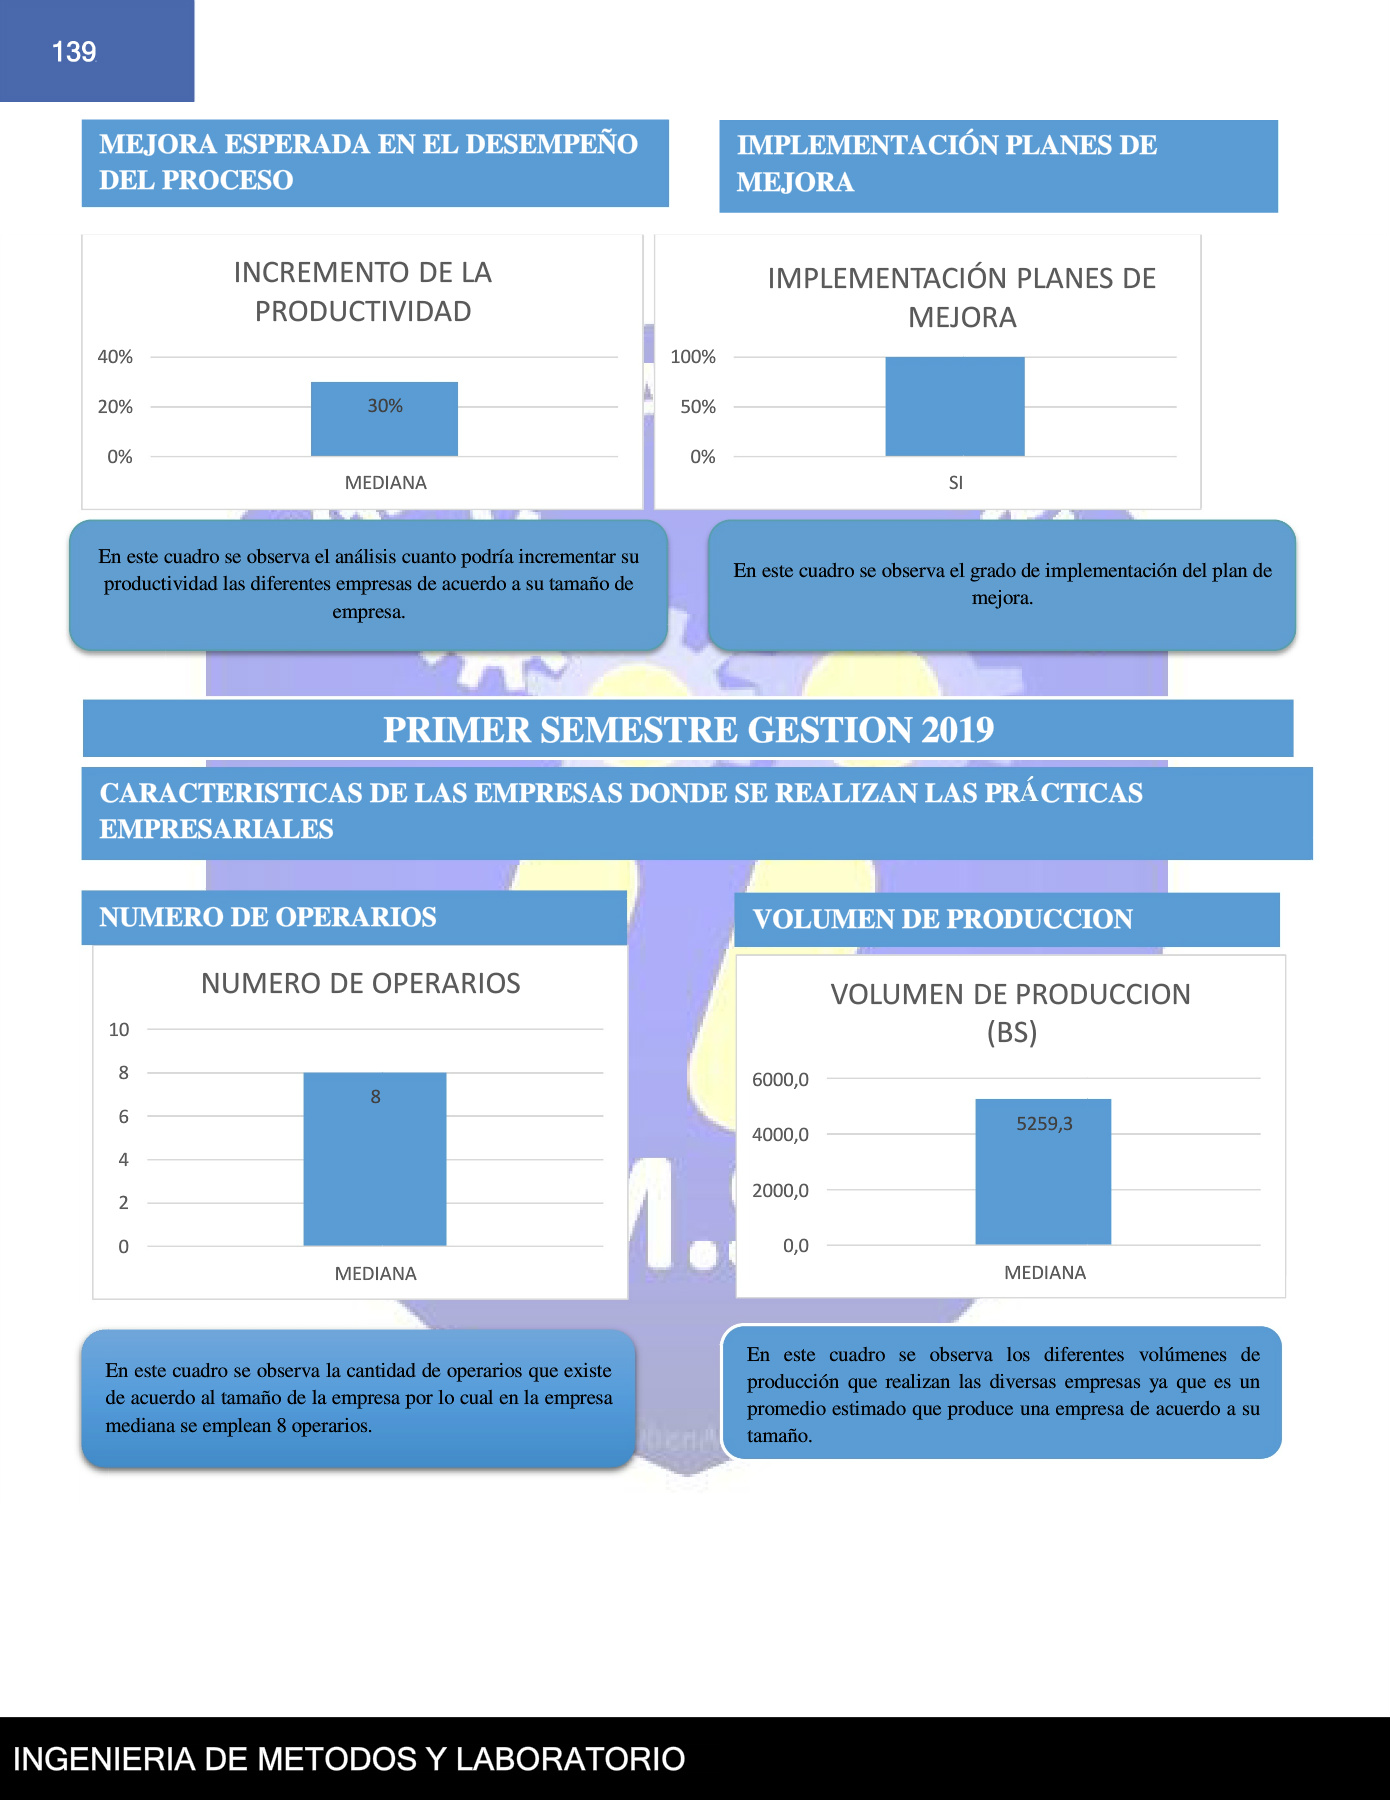 139
MEJORA ESPERADA EN EL DESEMPEÑO
DEL PROCESO
IMPLEMENTACIÓN PLANES DE
MEJORA
INCREMENTO DE LA
PRODUCTIVIDAD
40%
20%
0%
30%
MEDIANA
IMPLEMENTACIÓN PLANES DE
MEJORA
100%
50%
0%
SI
En este cuadro se observa el análisis cuanto podría incrementar su
productividad las diferentes empresas de acuerdo a su tamaño de
empresa.
En este cuadro se observa el grado de implementación del plan de
mejora.
PRIMER SEMESTRE GESTION 2019
CARACTERISTICAS DE LAS EMPRESAS DONDE SE REALIZAN LAS PRÁCTICAS
EMPRESARIALES
NUMERO DE OPERARIOS
NUMERO DE OPERARIOS
10
8
6
4
2
0
8
MEDIANA
VOLUMEN DE PRODUCCION
VOLUMEN DE PRODUCCION
(BS)
6000,0
4000,0
2000,0
0,0
5259,3
MEDIANA
En este cuadro se observa la cantidad de operarios que existe
de acuerdo al tamaño de la empresa por lo cual en la empresa
mediana se emplean 8 operarios.
En este cuadro se observa los diferentes volúmenes de
producción que realizan las diversas empresas ya que es un
promedio estimado que produce una empresa de acuerdo a su
tamaño.
INGENIERIA DE METODOS Y LABORATORIO